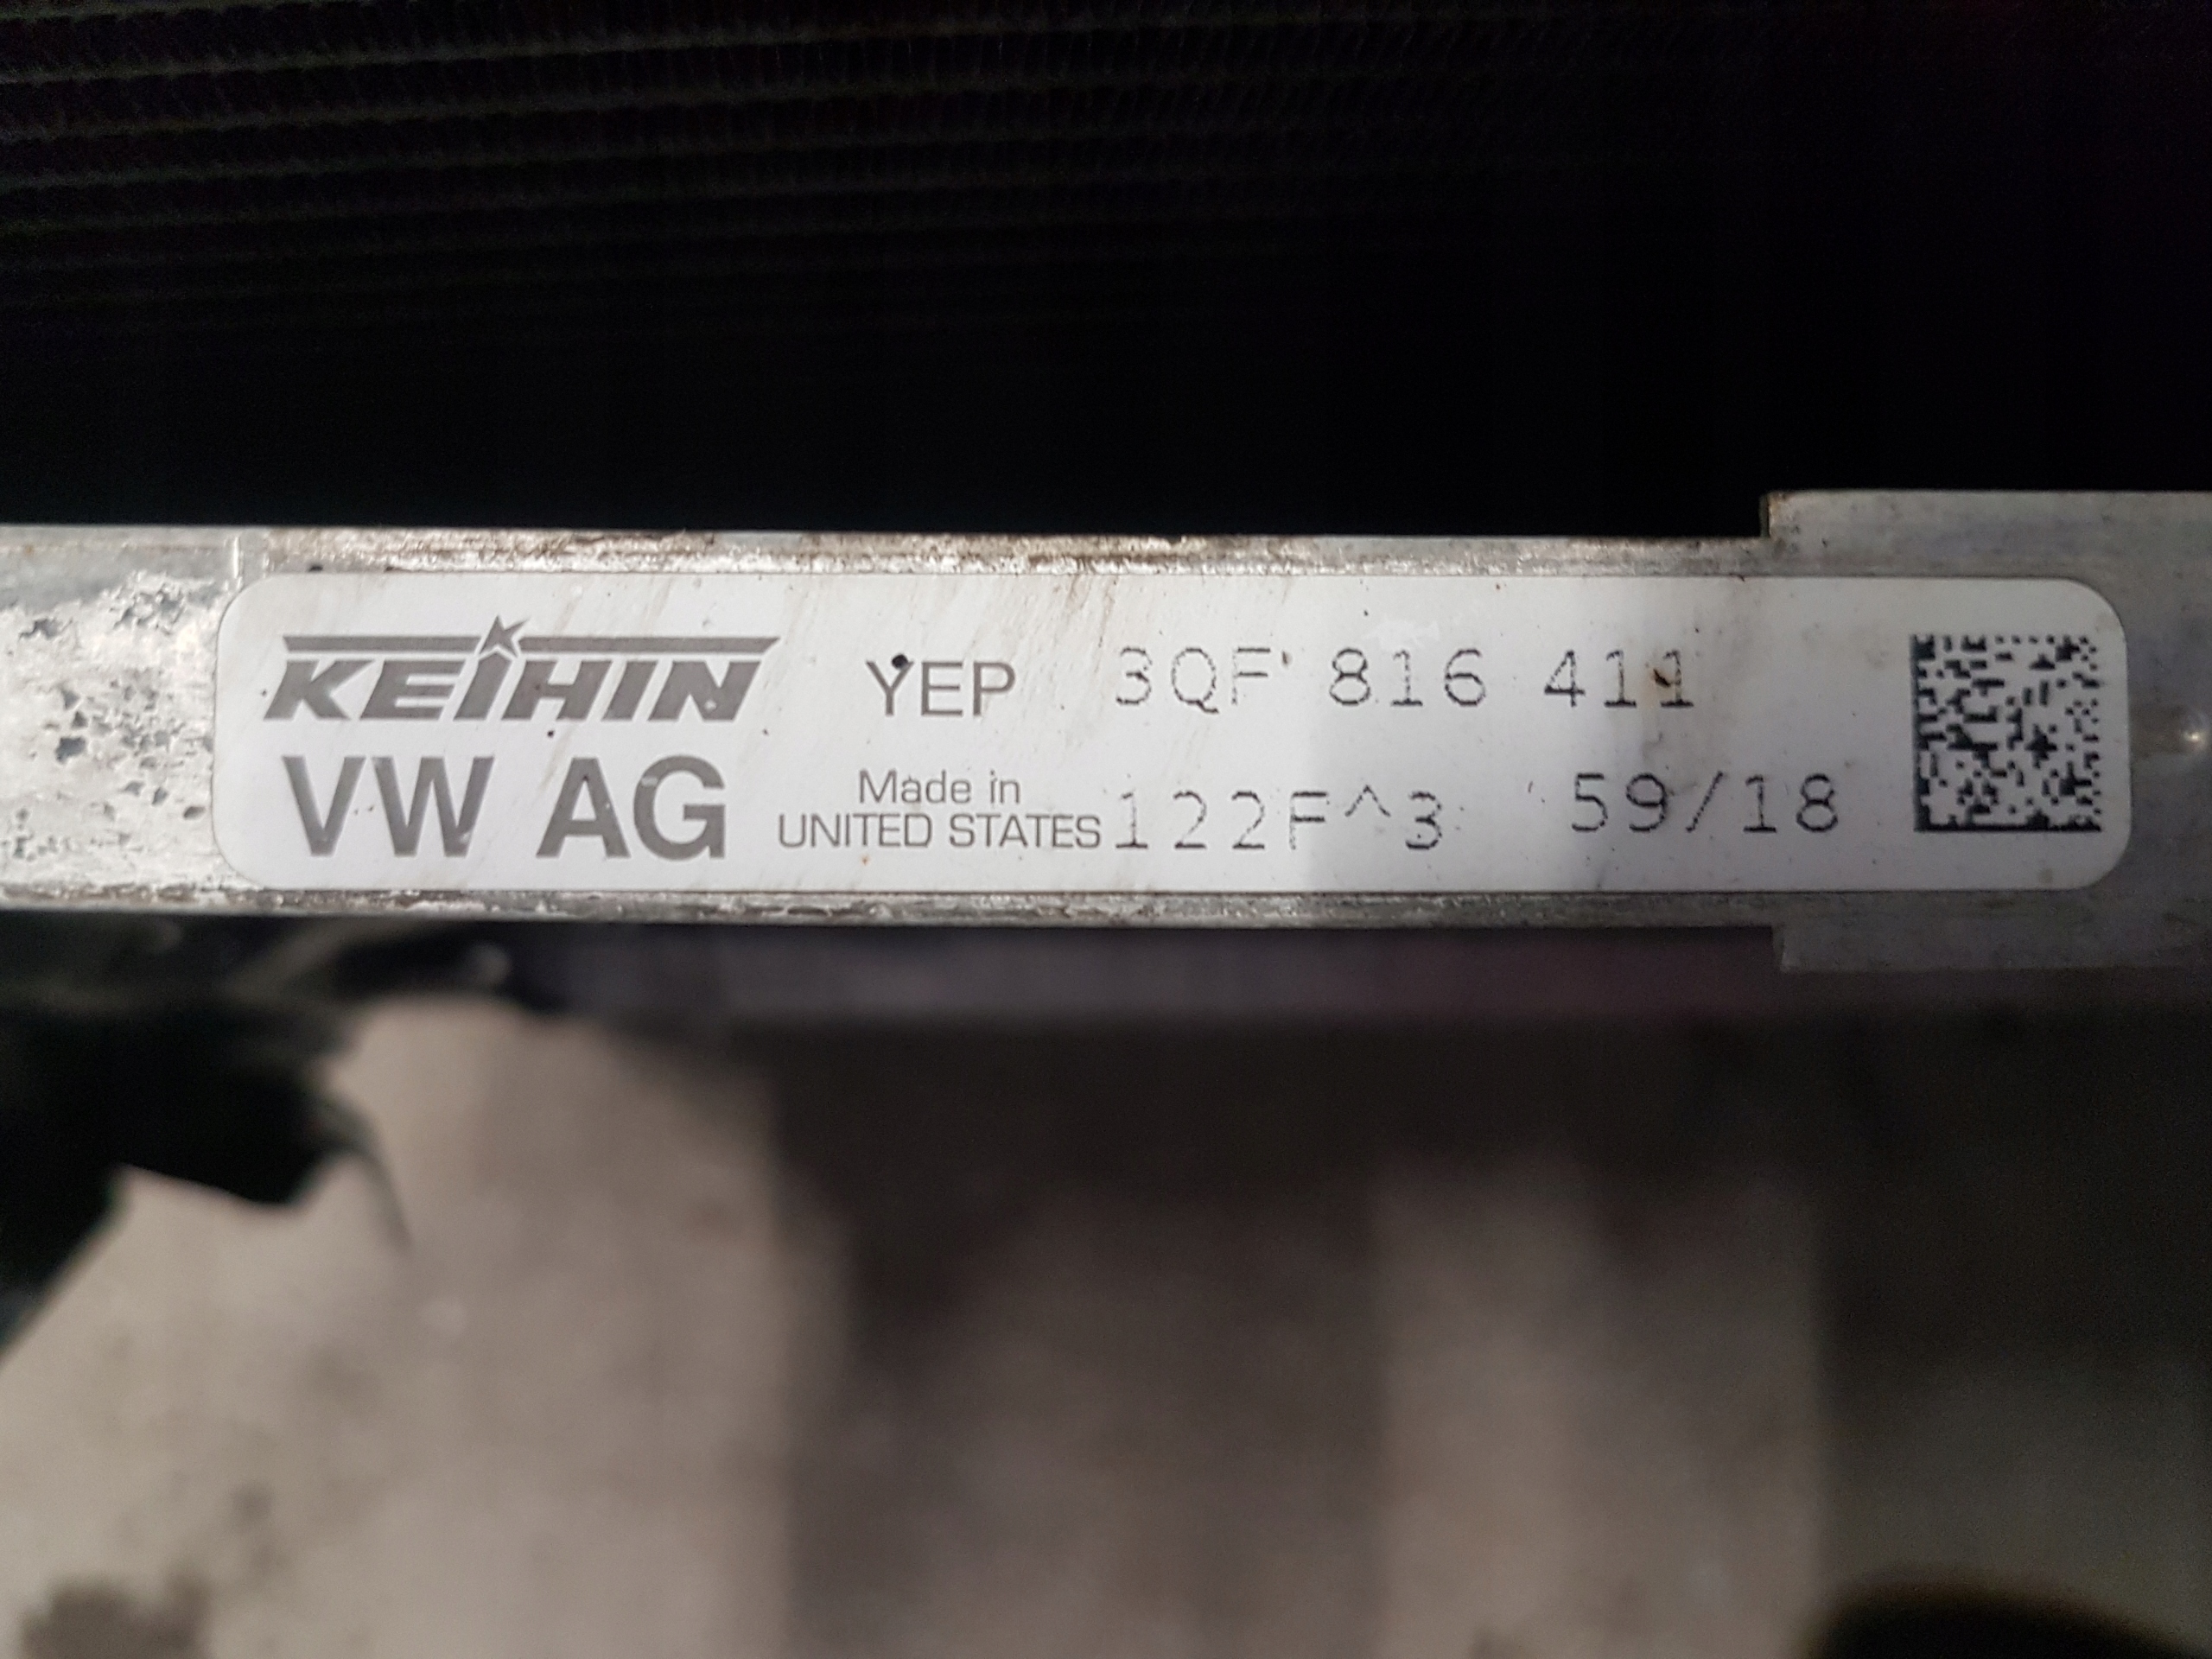 KEIHIN YEP 3QF 816 411
VW AG Made in UNITED STATES 122F^3 59/18